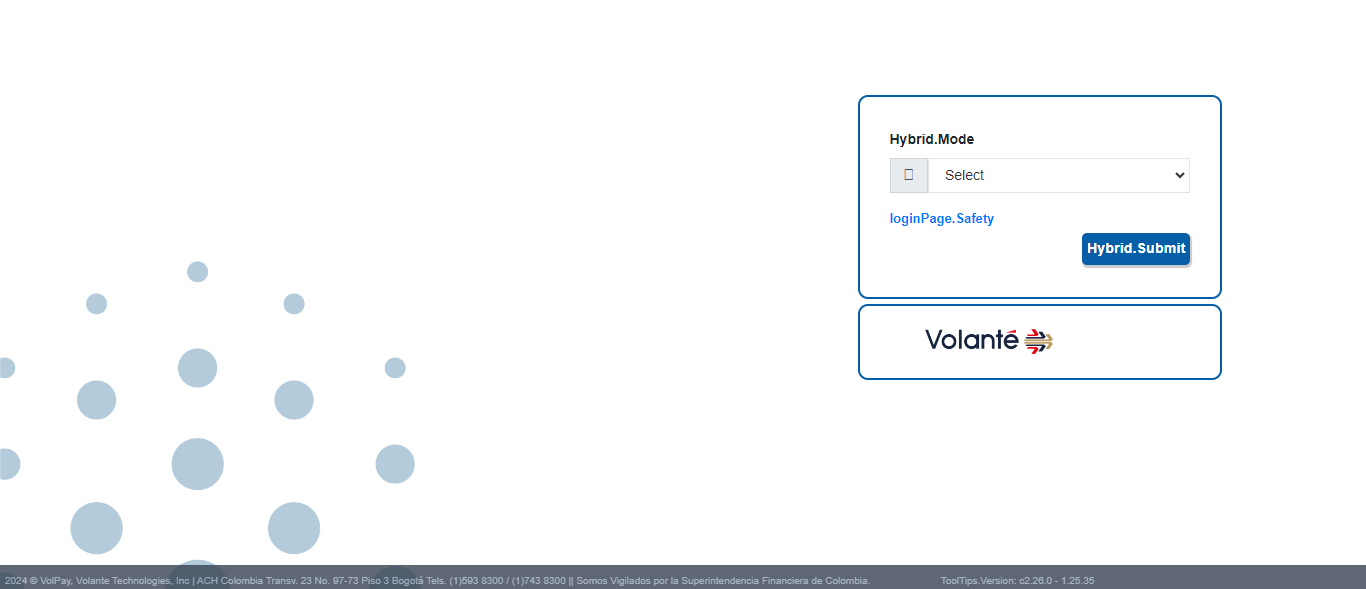 Hybrid.Mode
Select
loginPage.Safety
Hybrid.Submit
Volanté
2024 © VolPay, Volante Technologies, Inc | ACH Colombia Transv. 23 No. 97-73 Piso 3 Bogotá Tels. (1)593 8300 / (1)743 8300 || Somos Vigilados por la Superintendencia Financiera de Colombia. ToolTips.Version: c2.26.0 - 1.25.35